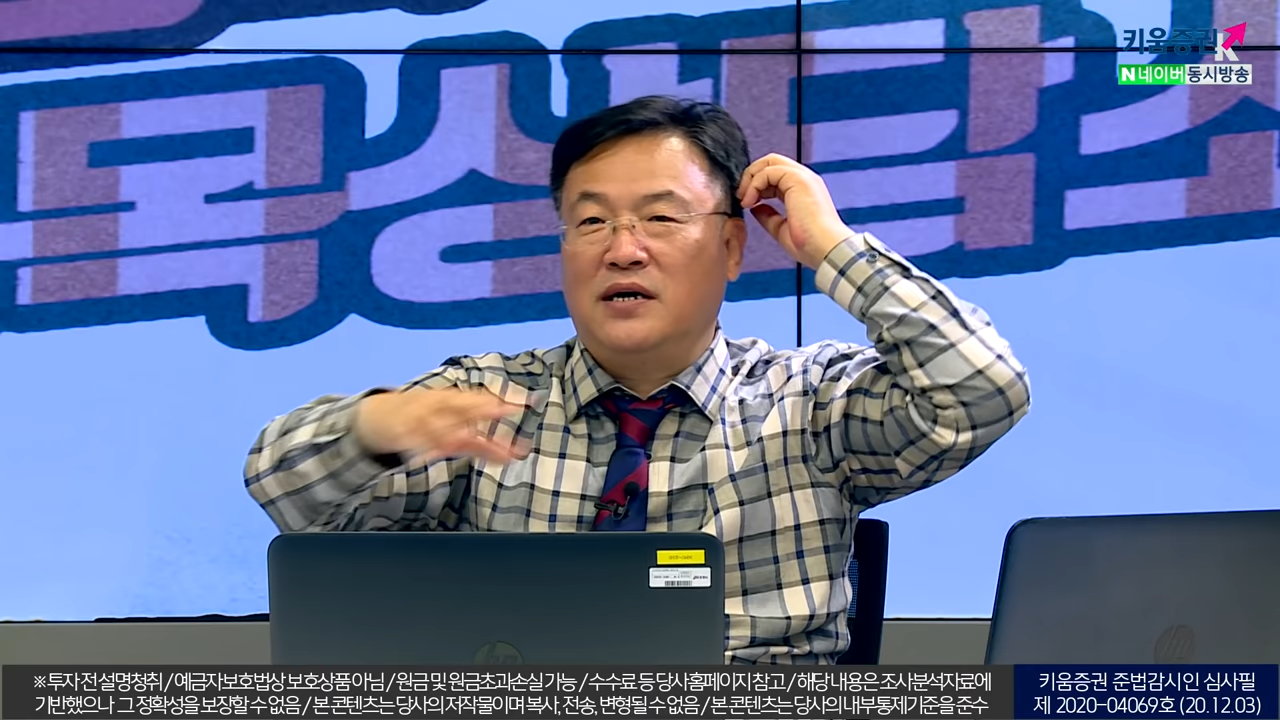 키움증권
N 네이버 동시방송
목상탐
※ 투자 전 설명청취 / 예금자보호법상 보호상품 아님 / 원금 및 원금초과손실 가능 / 수수료 등 당사홈페이지 참고 / 해당 내용은 조사분석자료에
기반했으나 그 정확성을 보장할 수 없음 / 본 콘텐츠는 당사의 저작물이며 복사, 전송, 변형될 수 없음 / 본 콘텐츠는 당사의 내부통제기준을 준수
키움증권 준법감시인 심사필
제 2020-04069호 (20.12.03)
hp